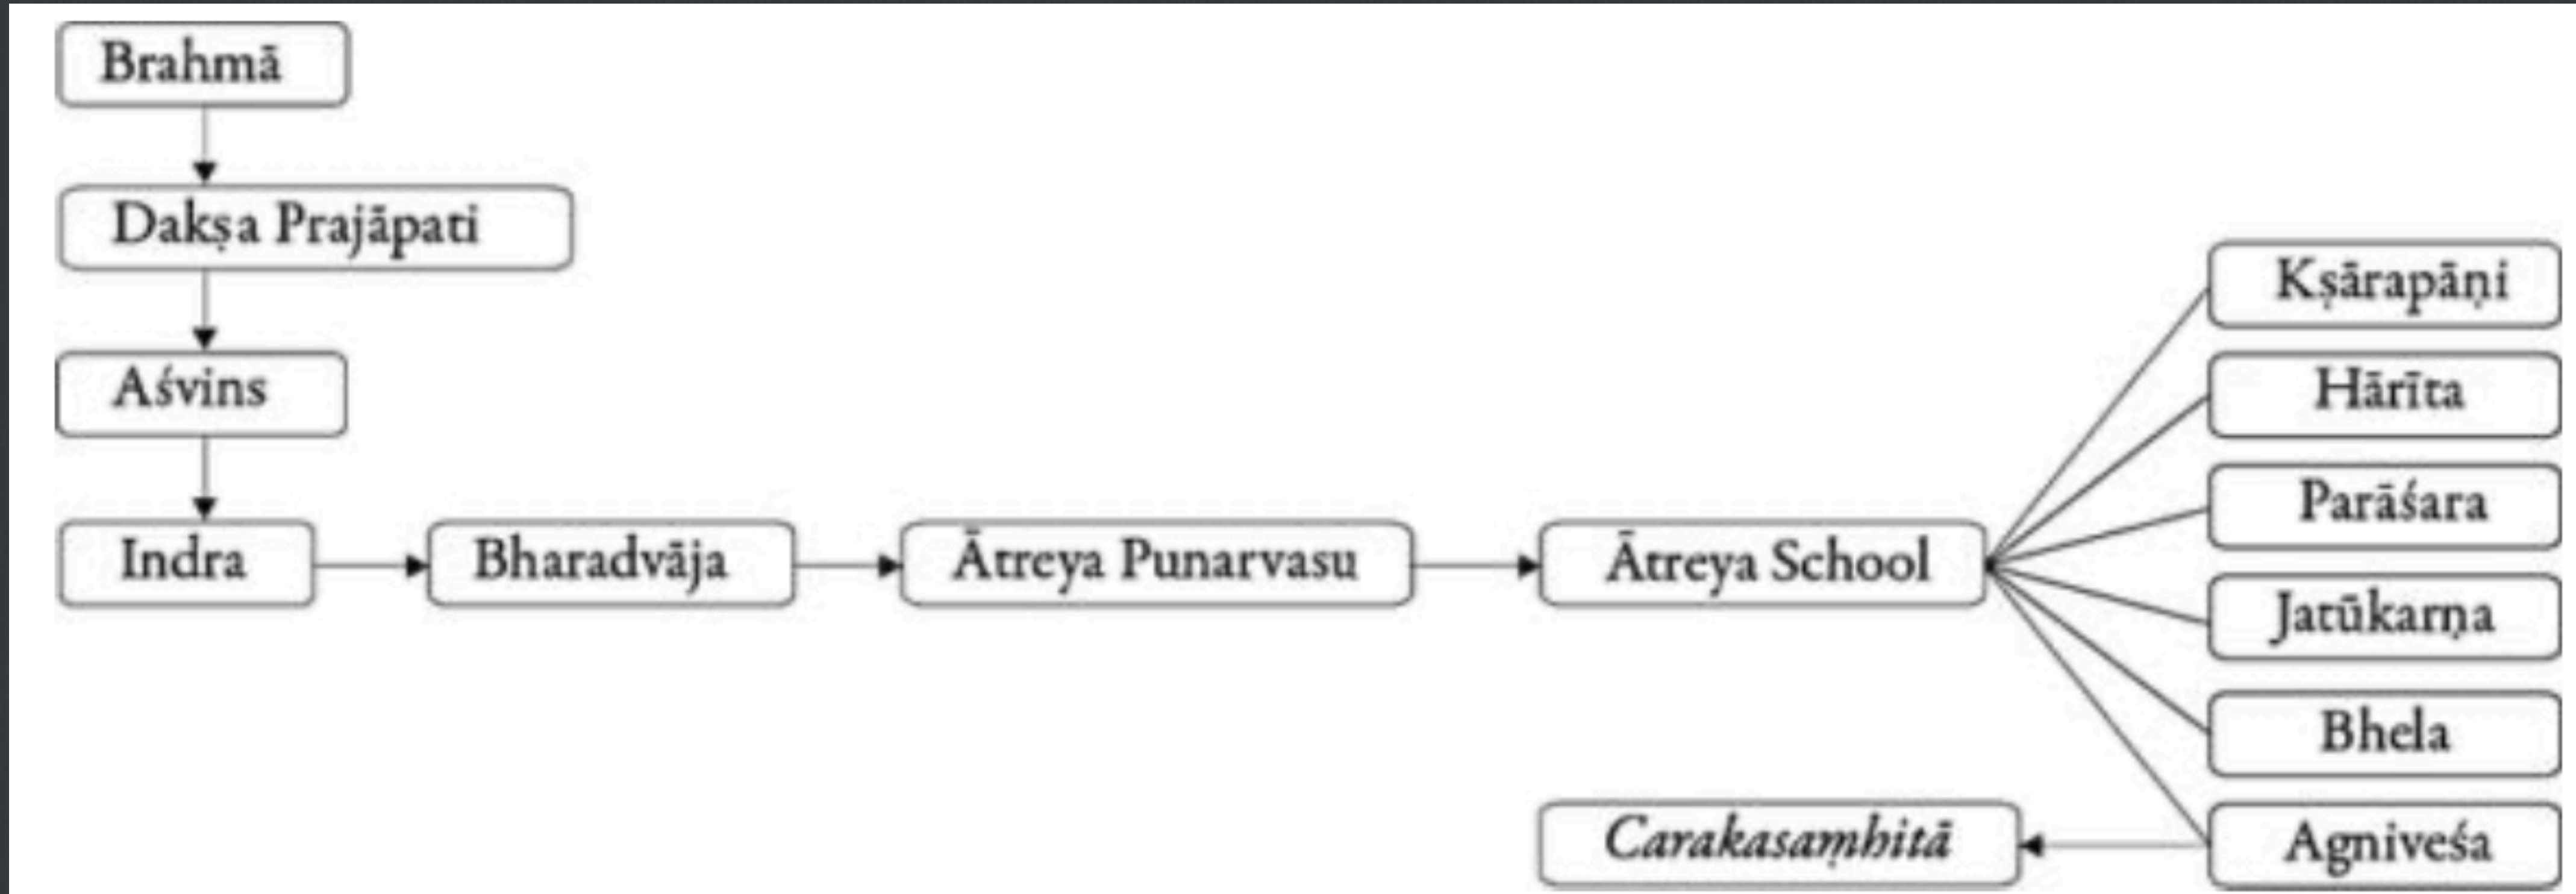 Brahmā
Dakṣa Prajāpati
Aśvins
Indra
Bharadvāja
Ātreya Punarvasu
Ātreya School
Kṣārapāṇi
Hārīta
Parāśara
Jatūkarṇa
Bhela
Agniveśa
Carakasaṃhitā